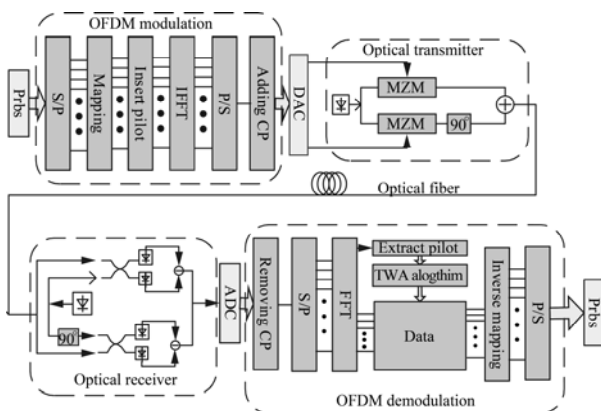 OFDM modulation
Prbs
S/P
Mapping
Insert pilot
IFFT
P/S
Adding CP
DAC
Optical transmitter
MZM
MZM
90°
Optical fiber
90°
Optical receiver
ADC
Removing CP
S/P
FFT
Extract pilot
TWA alogthim
Data
Inverse mapping
P/S
Prbs
OFDM demodulation